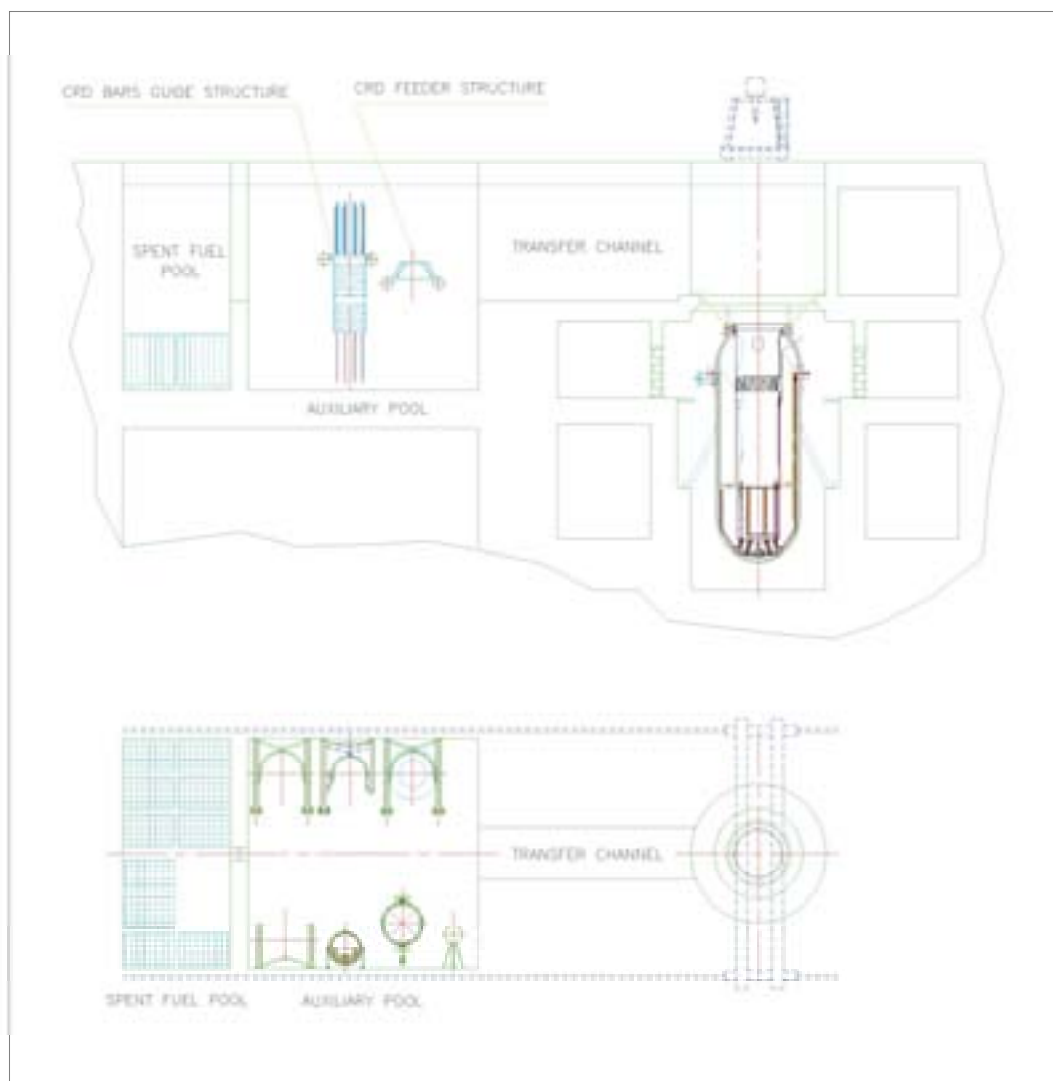 CRD BARS GUIDE STRUCTURE
CRD FEEDER STRUCTURE
SPENT FUEL
POOL
TRANSFER CHANNEL
AUXILIARY POOL
TRANSFER CHANNEL
SPENT FUEL POOL
AUXILIARY POOL